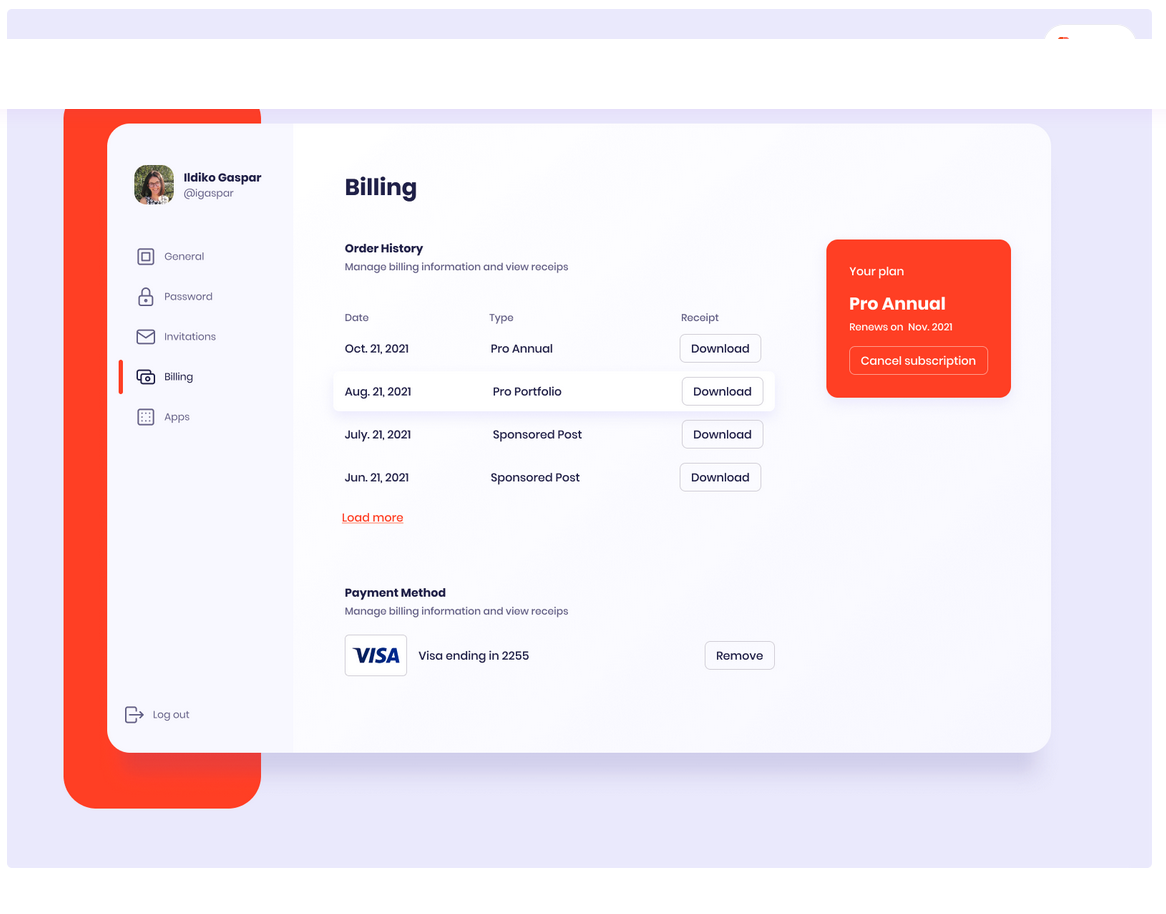 Ildiko Gaspar
@igaspar
General
Password
Invitations
Billing
Apps
Log out
Billing
Order History
Manage billing information and view receips
Date Type Receipt
Oct. 21, 2021 Pro Annual Download
Aug. 21, 2021 Pro Portfolio Download
July. 21, 2021 Sponsored Post Download
Jun. 21, 2021 Sponsored Post Download
Load more
Payment Method
Manage billing information and view receips
VISA Visa ending in 2255 Remove
Your plan
Pro Annual
Renews on Nov. 2021
Cancel subscription